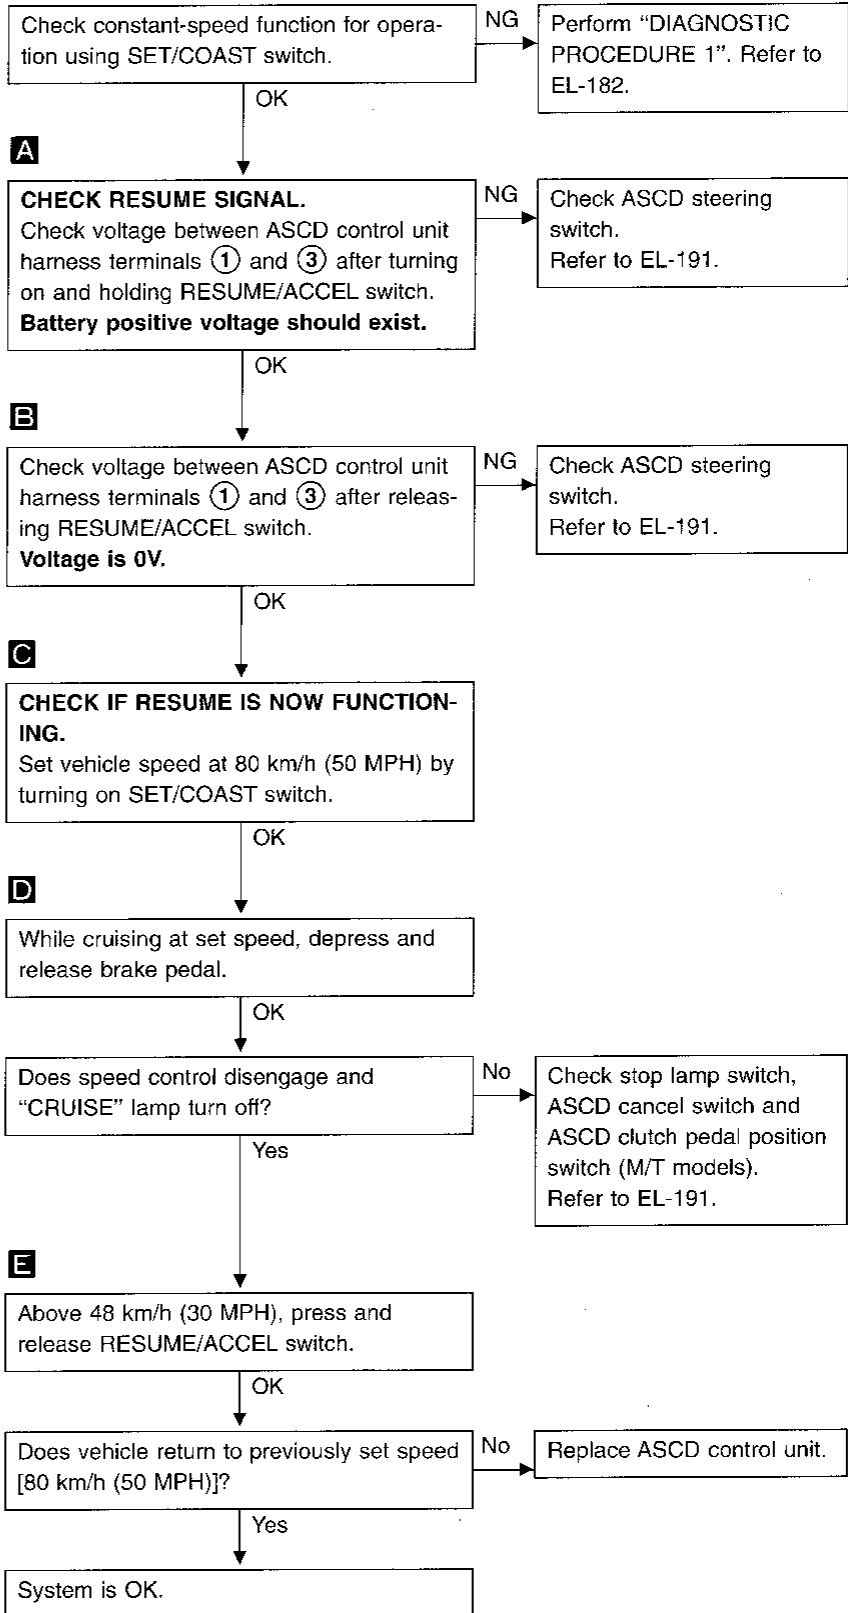 Check constant-speed function for opera-
tion using SET/COAST switch.
NG
Perform “DIAGNOSTIC
PROCEDURE 1”. Refer to
EL-182.
OK
A
CHECK RESUME SIGNAL.
Check voltage between ASCD control unit
harness terminals ① and ③ after turning
on and holding RESUME/ACCEL switch.
Battery positive voltage should exist.
NG
Check ASCD steering
switch.
Refer to EL-191.
OK
B
Check voltage between ASCD control unit
harness terminals ① and ③ after releas-
ing RESUME/ACCEL switch.
Voltage is 0V.
NG
Check ASCD steering
switch.
Refer to EL-191.
OK
C
CHECK IF RESUME IS NOW FUNCTION-
ING.
Set vehicle speed at 80 km/h (50 MPH) by
turning on SET/COAST switch.
OK
D
While cruising at set speed, depress and
release brake pedal.
OK
Does speed control disengage and
“CRUISE” lamp turn off?
No
Check stop lamp switch,
ASCD cancel switch and
ASCD clutch pedal position
switch (M/T models).
Refer to EL-191.
Yes
E
Above 48 km/h (30 MPH), press and
release RESUME/ACCEL switch.
OK
Does vehicle return to previously set speed
[80 km/h (50 MPH)]?
No
Replace ASCD control unit.
Yes
System is OK.